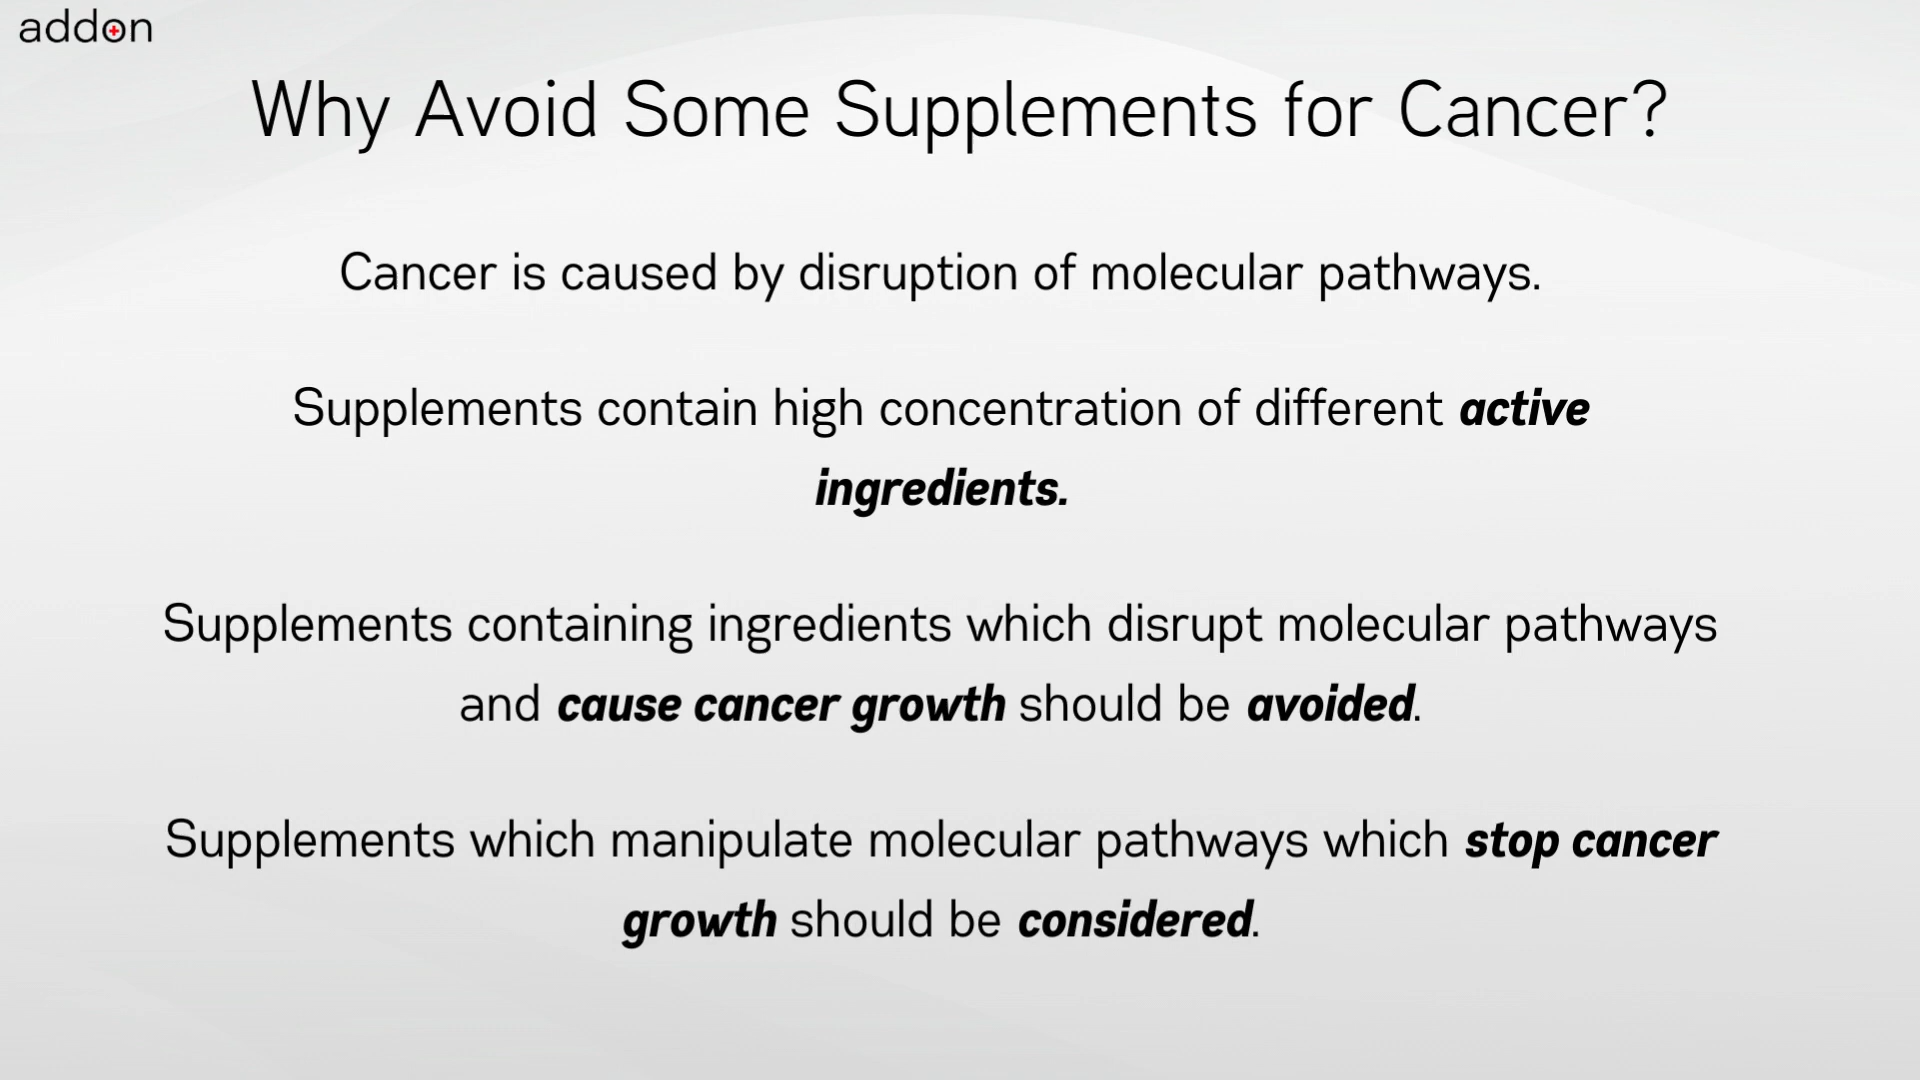 addon
Why Avoid Some Supplements for Cancer?
Cancer is caused by disruption of molecular pathways.
Supplements contain high concentration of different active
ingredients.
Supplements containing ingredients which disrupt molecular pathways
and cause cancer growth should be avoided.
Supplements which manipulate molecular pathways which stop cancer
growth should be considered.